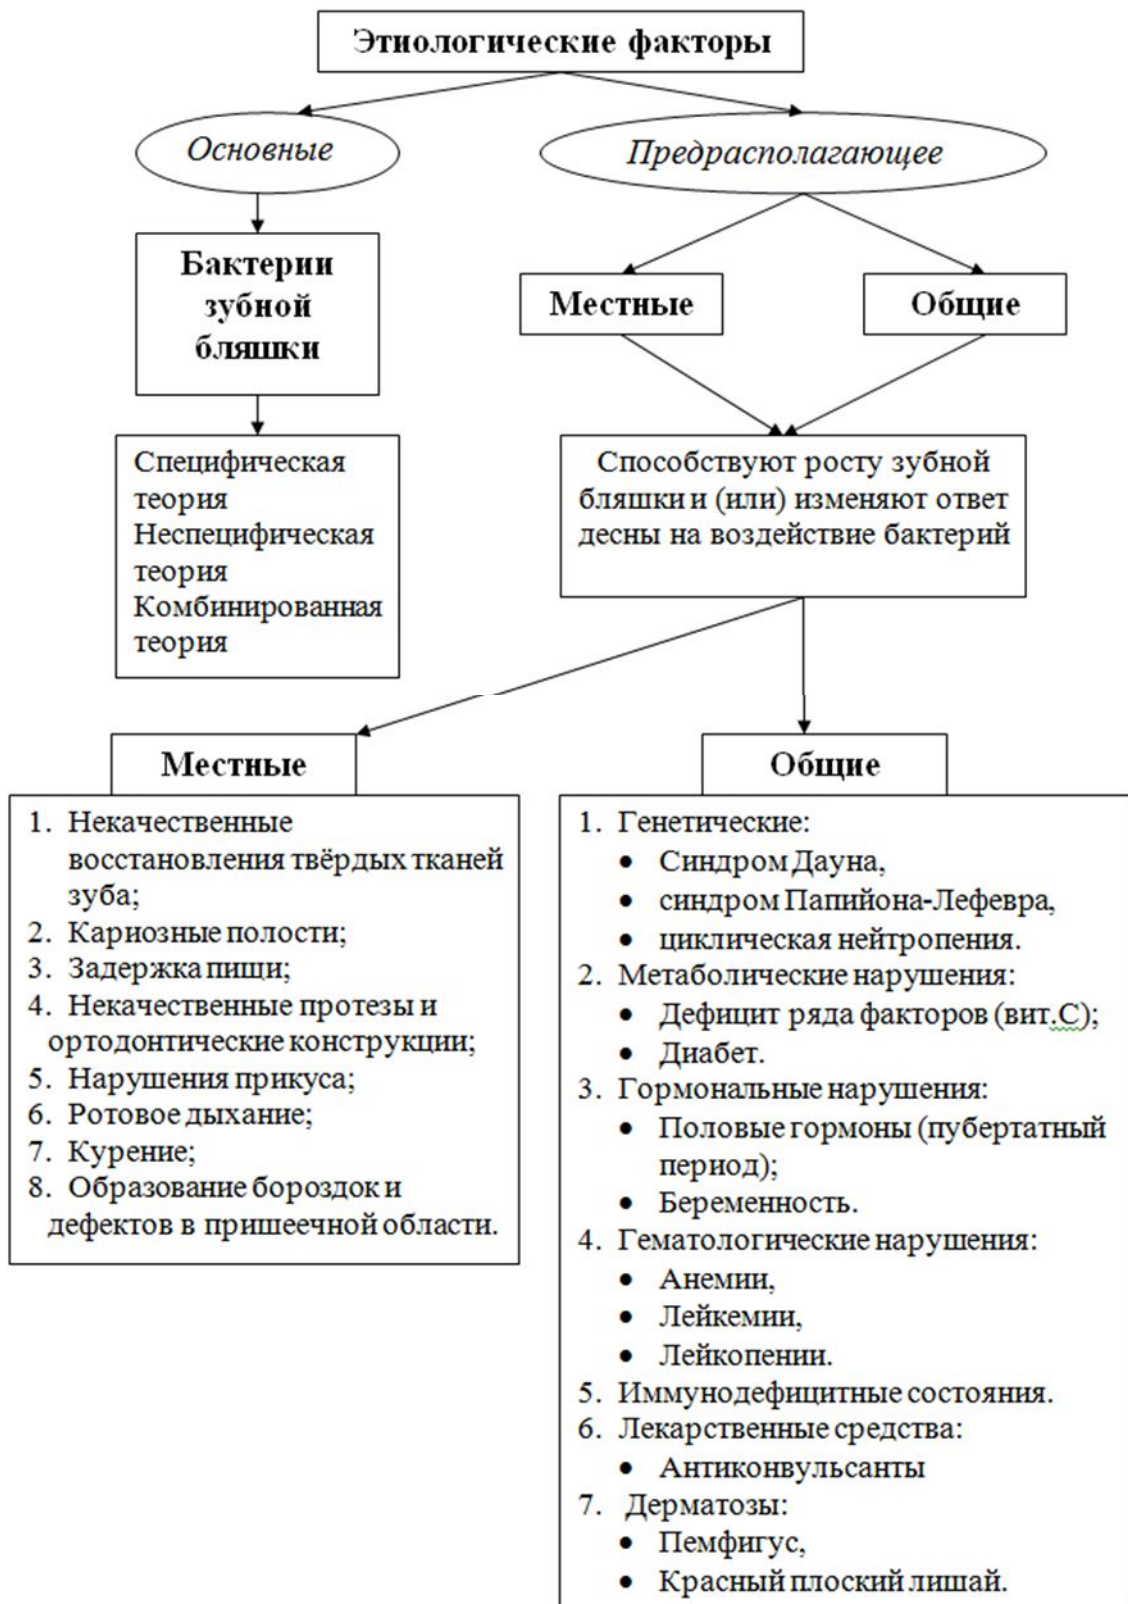 Этиологические факторы
Основные
Предрасполагающее
Бактерии
зубной
бляшки
Местные
Общие
Специфическая
теория
Неспецифическая
теория
Комбинированная
теория
Способствуют росту зубной
бляшки и (или) изменяют ответ
десны на воздействие бактерий
Местные
1. Некачественные
восстановления твёрдых тканей
зуба;
2. Кариозные полости;
3. Задержка пищи;
4. Некачественные протезы и
ортодонтические конструкции;
5. Нарушения прикуса;
6. Ротовое дыхание;
7. Курение;
8. Образование бороздок и
дефектов в пришеечной области.
Общие
1. Генетические:
• Синдром Дауна,
• синдром Папийона-Лефевра,
• циклическая нейтропения.
2. Метаболические нарушения:
• Дефицит ряда факторов (вит.С);
• Диабет.
3. Гормональные нарушения:
• Половые гормоны (пубертатный
период);
• Беременность.
4. Гематологические нарушения:
• Анемии,
• Лейкемии,
• Лейкопении.
5. Иммунодефицитные состояния.
6. Лекарственные средства:
• Антиконвульсанты
7. Дерматозы:
• Пемфигус,
• Красный плоский лишай.